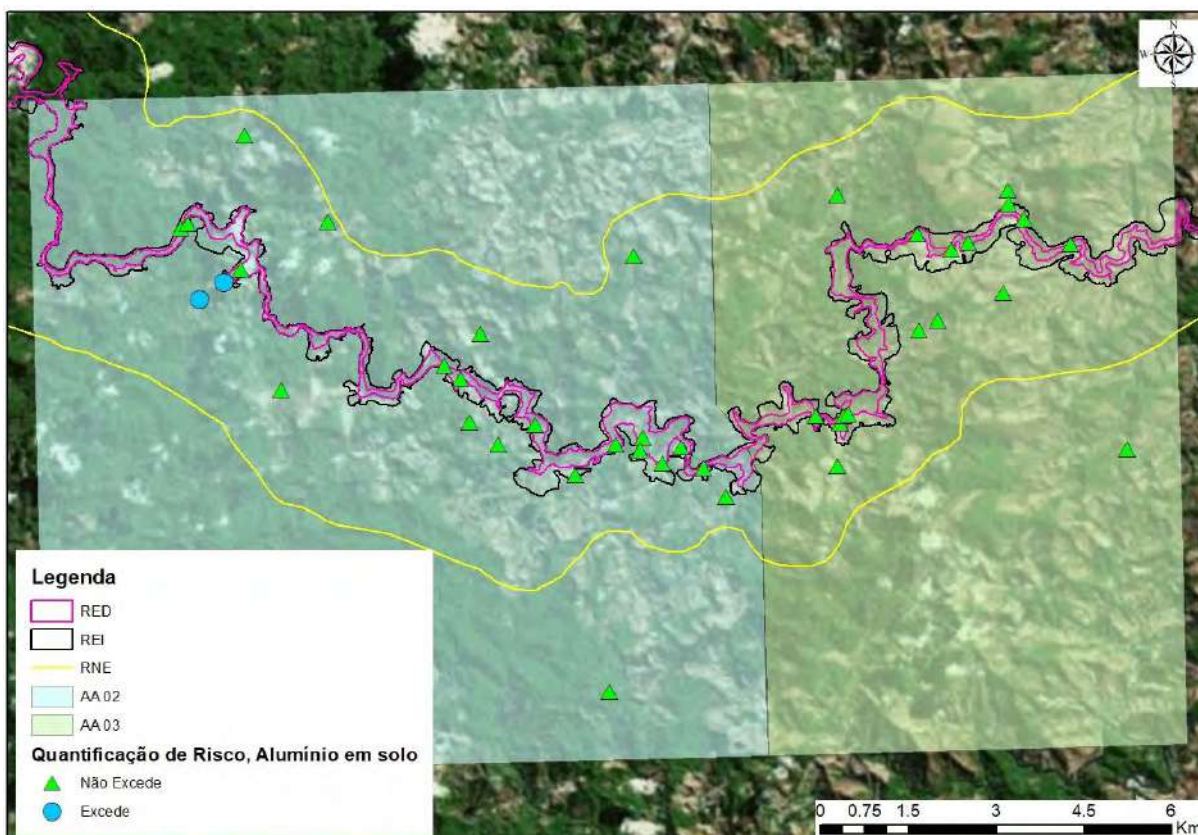 N
W
S
Legenda
RED
REI
RNE
AA 02
AA 03
Quantificação de Risco, Alumínio em solo
Não Excede
Excede
0 0.75 1.5 3 4.5 6
Km